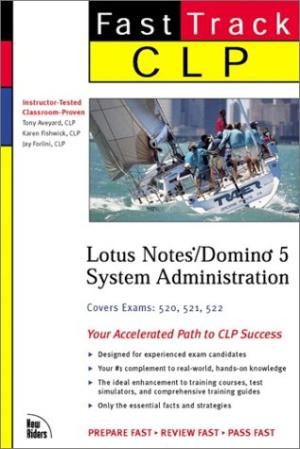 Fast Track
CLP
Instructor-Tested
Classroom-Proven
Tony Aveyard, CLP
Karen Fishwick, CLP
Jay Forlini, CLP
Lotus Notes®/Domino® 5
System Administration
Covers Exams: 520, 521, 522
Your Accelerated Path to CLP Success
▸ Designed for experienced exam candidates
▸ Your #1 complement to real-world, hands-on knowledge
▸ The ideal enhancement to training courses, test
simulators, and comprehensive training guides
▸ Only the essential facts and strategies
New
Riders
PREPARE FAST ▸ REVIEW FAST ▸ PASS FAST